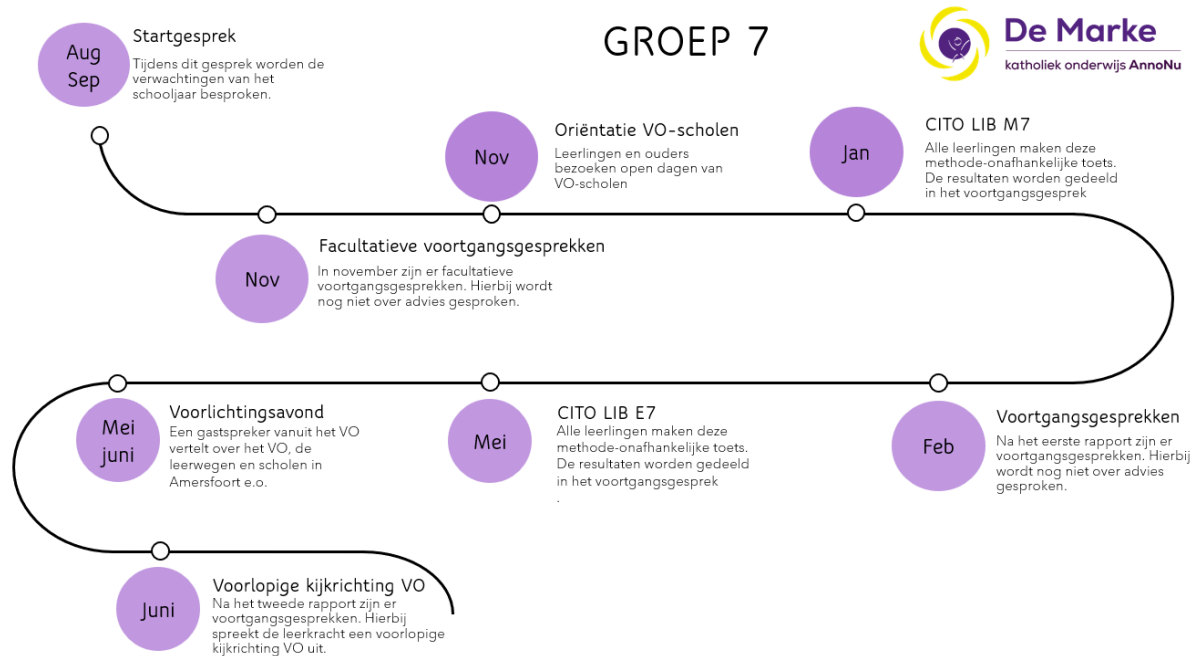 GROEP 7
De Marke
katholiek onderwijs AnnoNu
Aug
Sep
Startgesprek
Tijdens dit gesprek worden de
verwachtingen van het
schooljaar besproken.
Nov
Facultatieve voortgangsgesprekken
In november zijn er facultatieve
voortgangsgesprekken. Hierbij wordt
nog niet over advies gesproken.
Nov
Oriëntatie VO-scholen
Leerlingen en ouders
bezoeken open dagen van
VO-scholen
Jan
CITO LIB M7
Alle leerlingen maken deze
methode-onafhankelijke toets.
De resultaten worden gedeeld
in het voortgangsgesprek
Feb
Voortgangsgesprekken
Na het eerste rapport zijn er
voortgangsgesprekken. Hierbij
wordt nog niet over advies
gesproken.
Mei
CITO LIB E7
Alle leerlingen maken deze
methode-onafhankelijke toets.
De resultaten worden gedeeld
in het voortgangsgesprek
.
Mei
juni
Voorlichtingsavond
Een gastspreker vanuit het VO
vertelt over het VO, de
leerwegen en scholen in
Amersfoort e.o.
Juni
Voorlopige kijkrichting VO
Na het tweede rapport zijn er
voortgangsgesprekken. Hierbij
spreekt de leerkracht een voorlopige
kijkrichting VO uit.